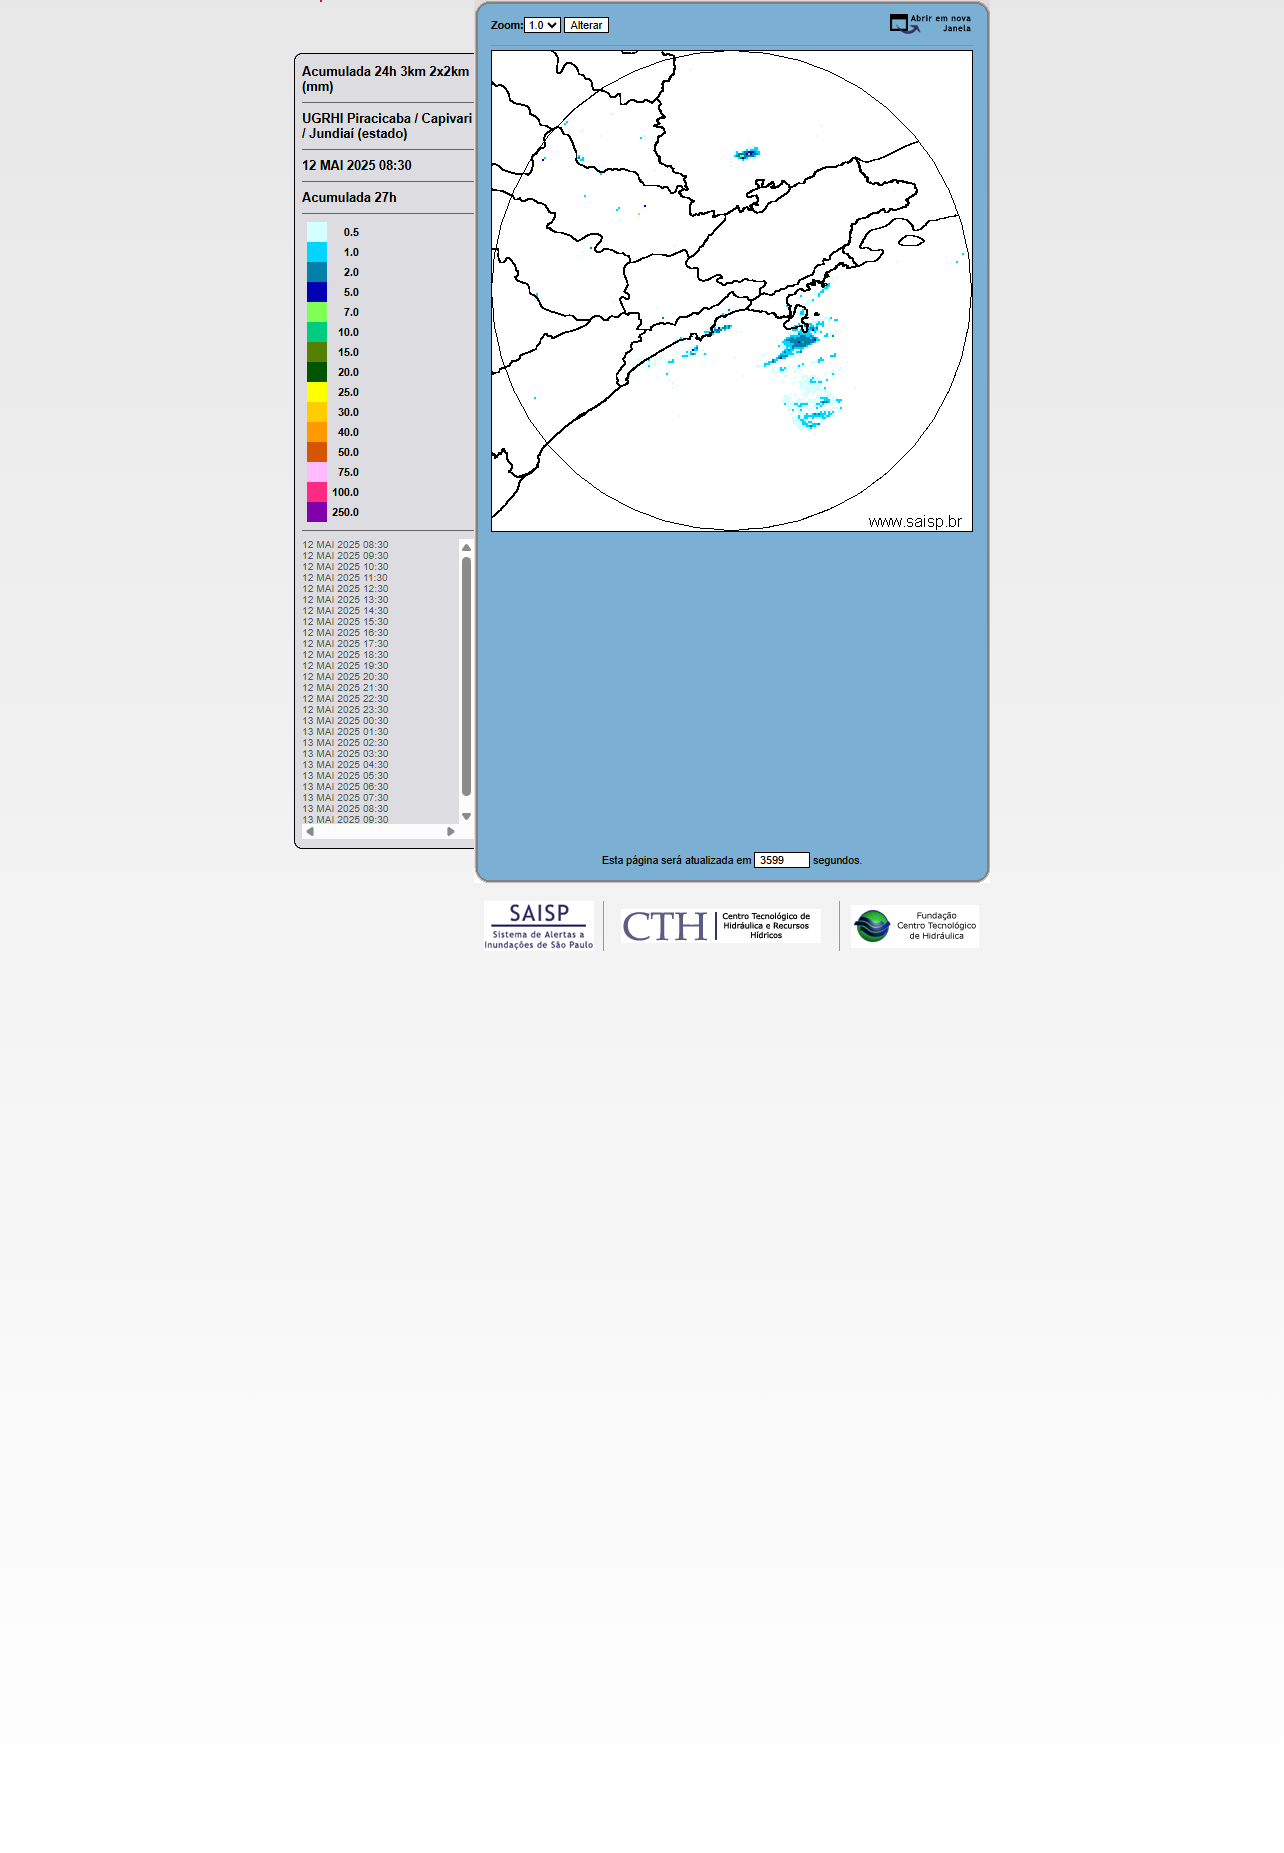 Zoom: 1.0 Alterar
Abrir em nova
Janela
Acumulada 24h 3km 2x2km
(mm)
UGRHI Piracicaba / Capivari
/ Jundiaí (estado)
12 MAI 2025 08:30
Acumulada 27h
0.5
1.0
2.0
5.0
7.0
10.0
15.0
20.0
25.0
30.0
40.0
50.0
75.0
100.0
250.0
12 MAI 2025 08:30
12 MAI 2025 09:30
12 MAI 2025 10:30
12 MAI 2025 11:30
12 MAI 2025 12:30
12 MAI 2025 13:30
12 MAI 2025 14:30
12 MAI 2025 15:30
12 MAI 2025 16:30
12 MAI 2025 17:30
12 MAI 2025 18:30
12 MAI 2025 19:30
12 MAI 2025 20:30
12 MAI 2025 21:30
12 MAI 2025 22:30
12 MAI 2025 23:30
13 MAI 2025 00:30
13 MAI 2025 01:30
13 MAI 2025 02:30
13 MAI 2025 03:30
13 MAI 2025 04:30
13 MAI 2025 05:30
13 MAI 2025 06:30
13 MAI 2025 07:30
13 MAI 2025 08:30
13 MAI 2025 09:30
www.saisp.br
Esta página será atualizada em 3599 segundos.
SAISP
Sistema de Alertas a
Inundações de São Paulo
CTH
Centro Tecnológico de
Hidráulica e Recursos
Hídricos
Fundação
Centro Tecnológico
de Hidráulica